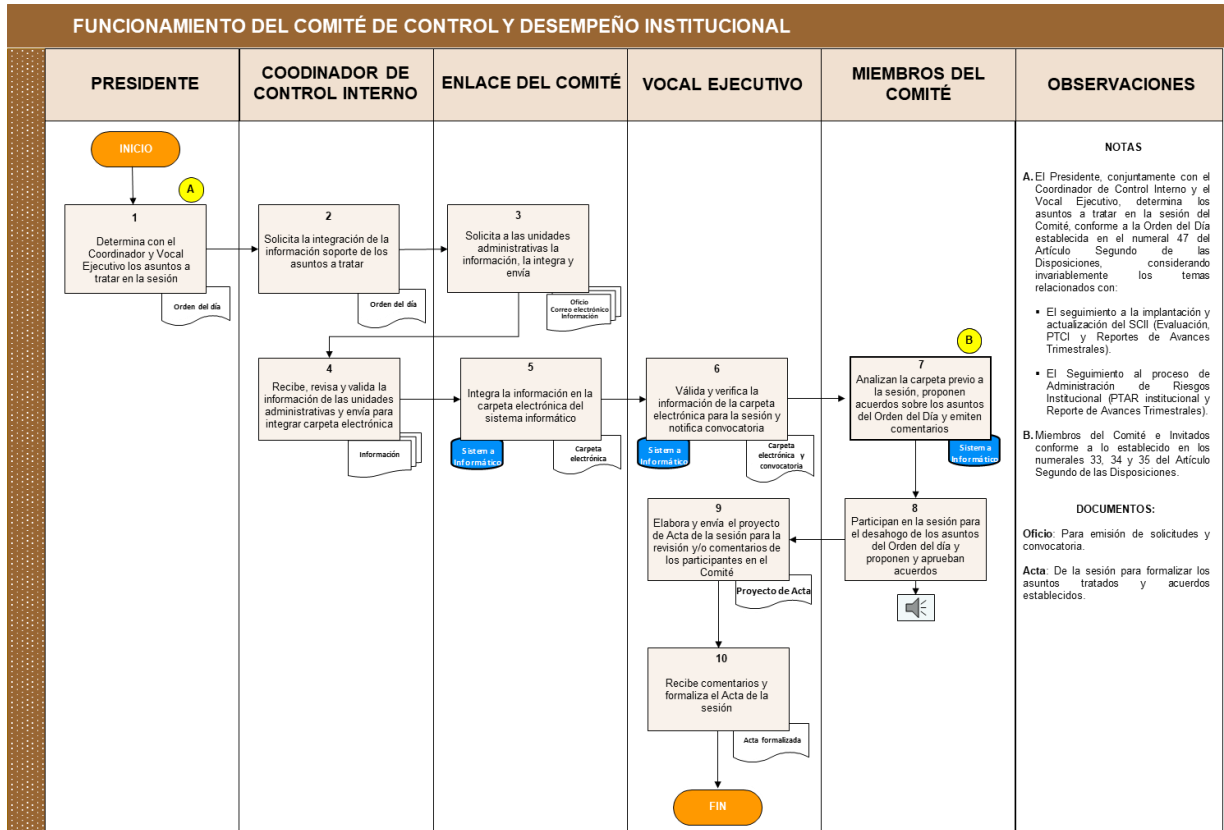 FUNCIONAMIENTO DEL COMITÉ DE CONTROL Y DESEMPEÑO INSTITUCIONAL
PRESIDENTE
COODINADOR DE
CONTROL INTERNO
ENLACE DEL COMITÉ
VOCAL EJECUTIVO
MIEMBROS DEL
COMITÉ
OBSERVACIONES
INICIO
A
1
Determina con el
Coordinador y Vocal
Ejecutivo los asuntos a
tratar en la sesión
Orden del día
2
Solicita la integración de la
información soporte de los
asuntos a tratar
Orden del día
3
Solicita a las unidades
administrativas la
información, la integra y
envía
Oficio
Correo electrónico
Información
4
Recibe, revisa y valida la
información de las unidades
administrativas y envía para
integrar carpeta electrónica
Información
5
Integra la información en la
carpeta electrónica del
sistema informático
Sistema
Informático
Carpeta
electrónica
6
Válida y verifica la
información de la carpeta
electrónica para la sesión y
notifica convocatoria
Sistema
Informático
Carpeta
electrónica y
convocatoria
B
7
Analizan la carpeta previo a
la sesión, proponen
acuerdos sobre los asuntos
del Orden del Día y emiten
comentarios
Sistema
Informático
8
Participan en la sesión para
el desahogo de los asuntos
del Orden del día y
proponen y aprueban
acuerdos
9
Elabora y envía el proyecto
de Acta de la sesión para la
revisión y/o comentarios de
los participantes en el
Comité
Proyecto de Acta
10
Recibe comentarios y
formaliza el Acta de la
sesión
Acta formalizada
FIN
NOTAS
A. El Presidente, conjuntamente con el
Coordinador de Control Interno y el
Vocal Ejecutivo, determina los
asuntos a tratar en la sesión del
Comité, conforme a la Orden del Día
establecida en el numeral 47 del
Artículo Segundo de las
Disposiciones, considerando
invariablemente los temas
relacionados con:
▪ El seguimiento a la implantación y
actualización del SCII (Evaluación,
PTCI y Reportes de Avances
Trimestrales).
▪ El Seguimiento al proceso de
Administración de Riesgos
Institucional (PTAR institucional y
Reporte de Avances Trimestrales).
B. Miembros del Comité e Invitados
conforme a lo establecido en los
numerales 33, 34 y 35 del Artículo
Segundo de las Disposiciones.
DOCUMENTOS:
Oficio: Para emisión de solicitudes y
convocatoria.
Acta: De la sesión para formalizar los
asuntos tratados y acuerdos
establecidos.